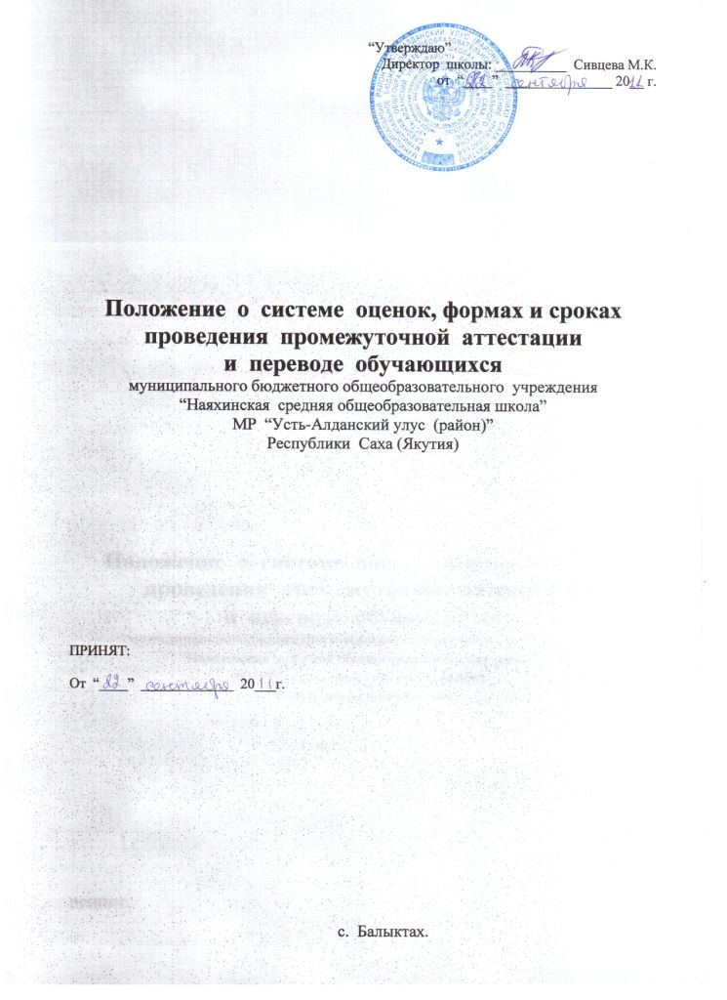 “Утверждаю”
Директор школы: ____________ Сивцева М.К.
от “22” сентября 2011 г.
Положение о системе оценок, формах и сроках
проведения промежуточной аттестации
и переводе обучающихся
муниципального бюджетного общеобразовательного учреждения
“Наяхинская средняя общеобразовательная школа”
МР “Усть-Алданский улус (район)”
Республики Саха (Якутия)
ПРИНЯТ:
От “22” сентября 2011г.
с. Балыктах.